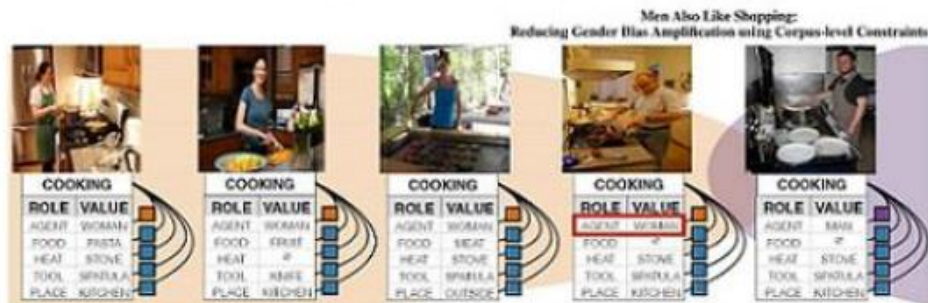 Men Also Like Shopping:
Reducing Gender Bias Amplification using Corpus-level Constraints
COOKING
ROLE VALUE
AGENT WOMAN
FOOD PASTA
HEAT STOVE
TOOL SPATULA
PLACE KITCHEN
COOKING
ROLE VALUE
AGENT WOMAN
FOOD FRUIT
HEAT ∅
TOOL KNIFE
PLACE KITCHEN
COOKING
ROLE VALUE
AGENT WOMAN
FOOD MEAT
HEAT STOVE
TOOL SPATULA
PLACE OUTSIDE
COOKING
ROLE VALUE
AGENT WOMAN
FOOD ∅
HEAT STOVE
TOOL SPATULA
PLACE KITCHEN
COOKING
ROLE VALUE
AGENT MAN
FOOD ∅
HEAT STOVE
TOOL SPATULA
PLACE KITCHEN